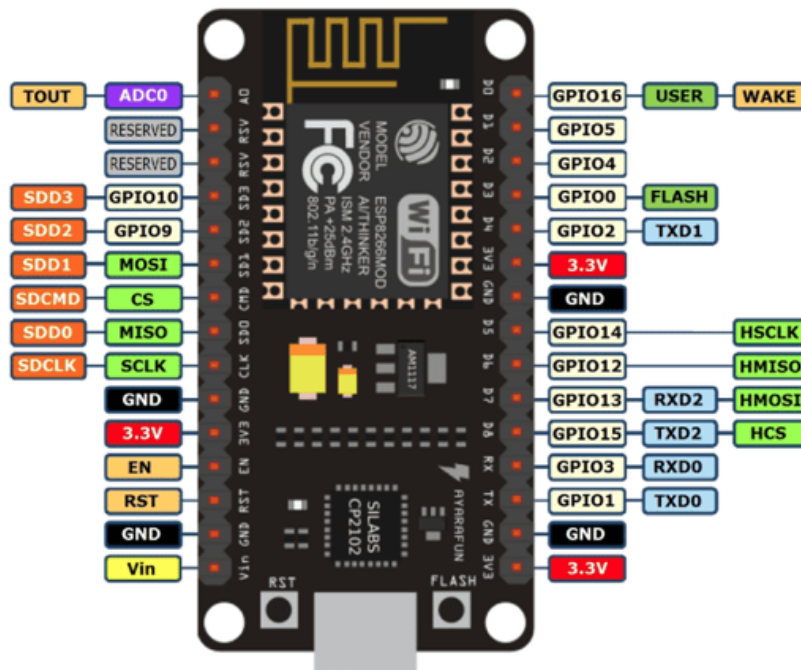 TOUT ADC0 A0 D0 GPIO16 USER WAKE
RESERVED RSV D1 GPIO5
RESERVED RSV D2 GPIO4
SDD3 GPIO10 SD3 D3 GPIO0 FLASH
SDD2 GPIO9 SD2 D4 GPIO2 TXD1
SDD1 MOSI SD1 3V3 3.3V
SDCMD CS CMD GND GND
SDD0 MISO SD0 D5 GPIO14 HSCLK
SDCLK SCLK CLK D6 GPIO12 HMISO
GND GND D7 GPIO13 RXD2 HMOSI
3.3V 3V3 D8 GPIO15 TXD2 HCS
EN EN RX GPIO3 RXD0
RST RST TX GPIO1 TXD0
GND GND GND GND
Vin Vin 3V3 3.3V
MODEL ESP8266MOD
VENDOR AI/THINKER
ISM 2.4GHz
PA +25dBm
802.11b/g/n
FC
Wi Fi
AM1117
SILABS
CP2102
AYARAFUN
RST
FLASH